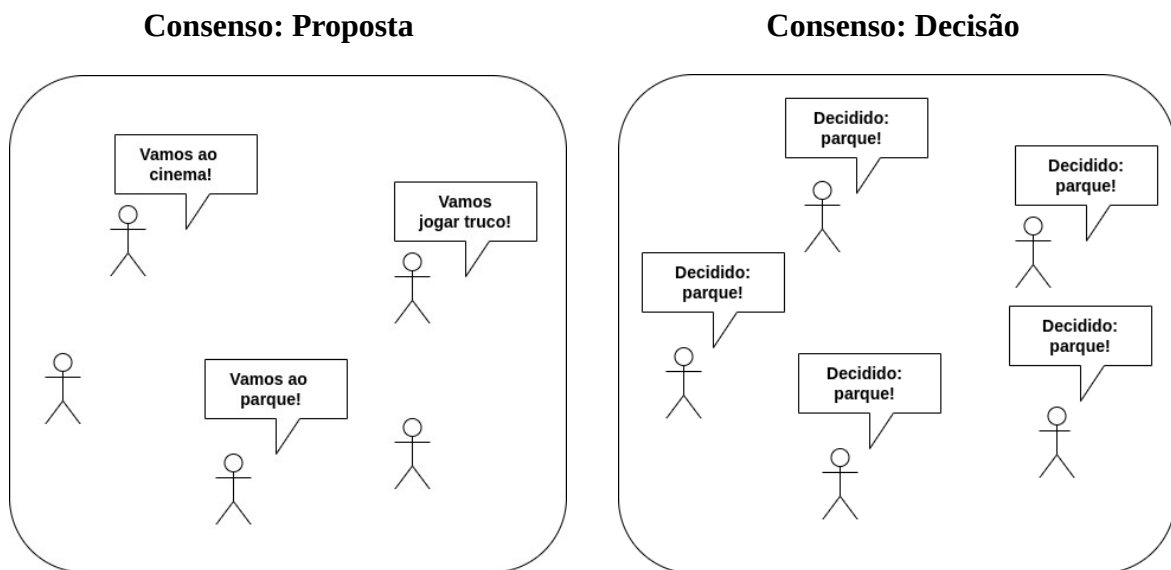 Consenso: Proposta
Vamos ao
cinema!
Vamos
jogar truco!
Vamos ao
parque!
Consenso: Decisão
Decidido:
parque!
Decidido:
parque!
Decidido:
parque!
Decidido:
parque!
Decidido:
parque!